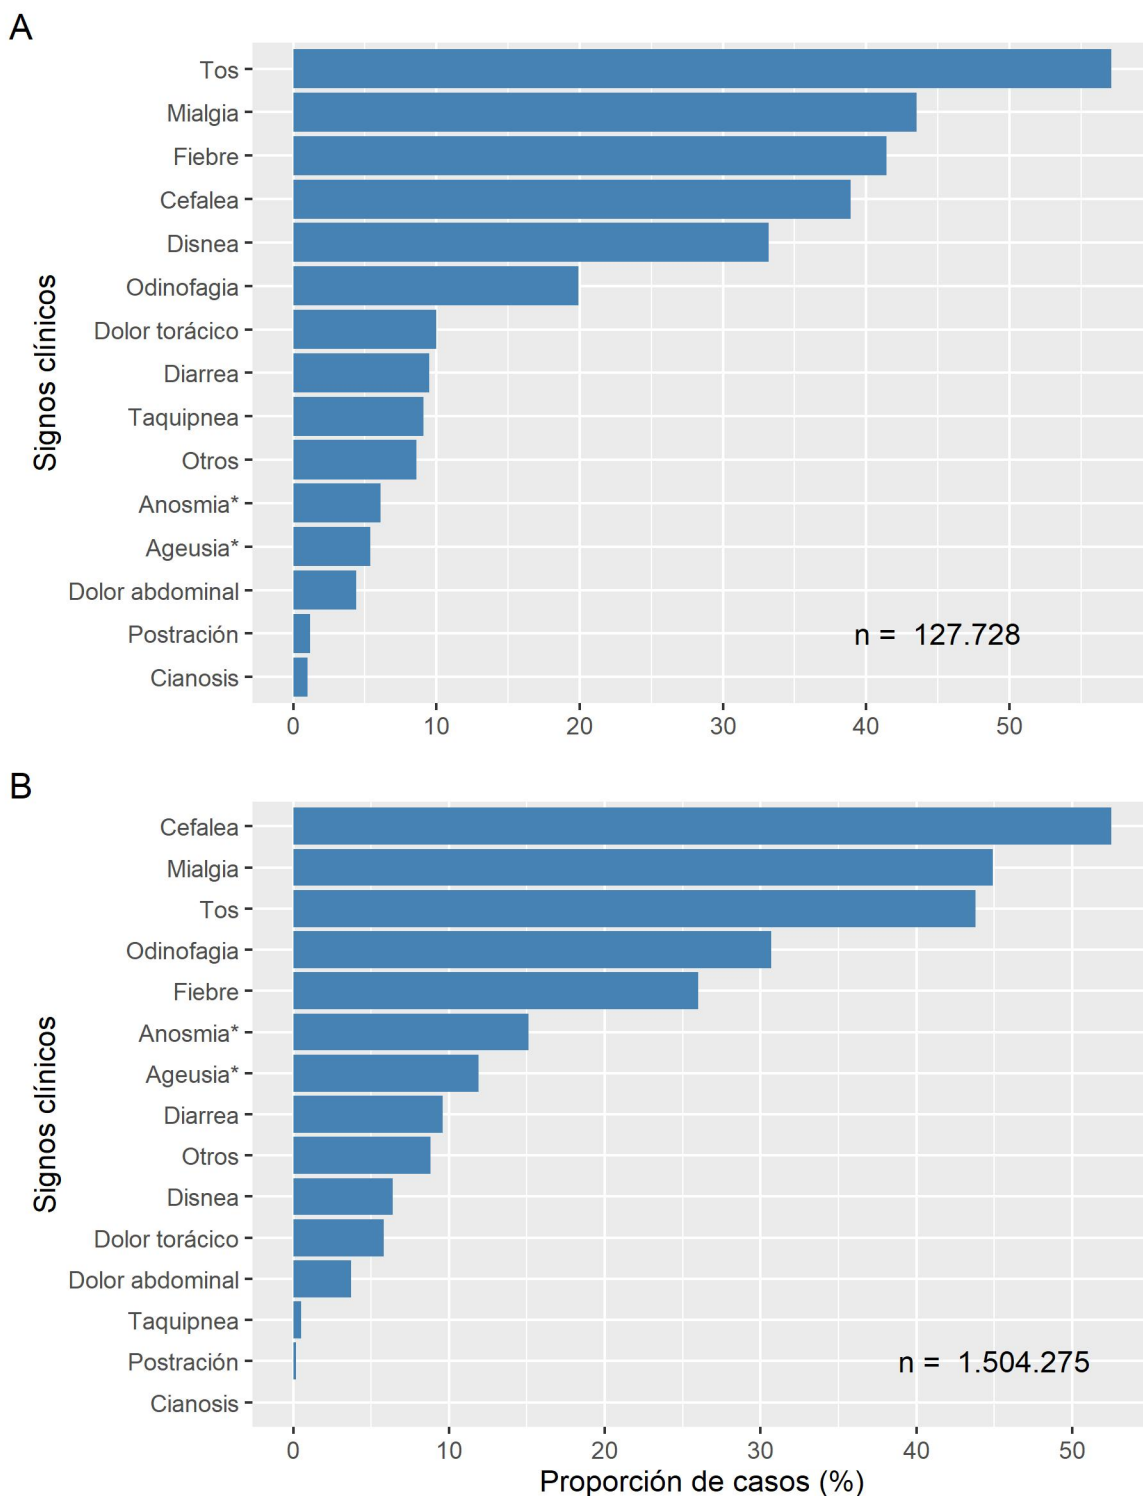 A
Signos clínicos
Tos
Mialgia
Fiebre
Cefalea
Disnea
Odinofagia
Dolor torácico
Diarrea
Taquipnea
Otros
Anosmia*
Ageusia*
Dolor abdominal
Postración
Cianosis
n = 127.728
0 10 20 30 40 50
B
Signos clínicos
Cefalea
Mialgia
Tos
Odinofagia
Fiebre
Anosmia*
Ageusia*
Diarrea
Otros
Disnea
Dolor torácico
Dolor abdominal
Taquipnea
Postración
Cianosis
n = 1.504.275
0 10 20 30 40 50
Proporción de casos (%)